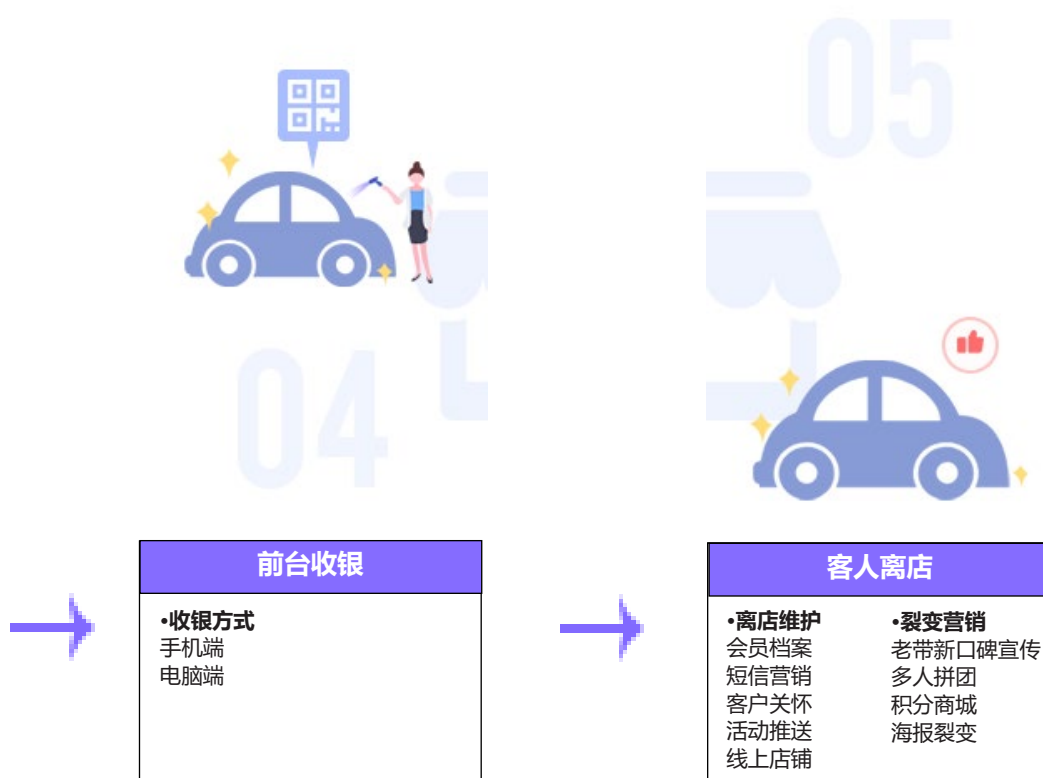 05
04
前台收银
•收银方式
手机端
电脑端
客人离店
•离店维护
会员档案
短信营销
客户关怀
活动推送
线上店铺
•裂变营销
老带新口碑宣传
多人拼团
积分商城
海报裂变